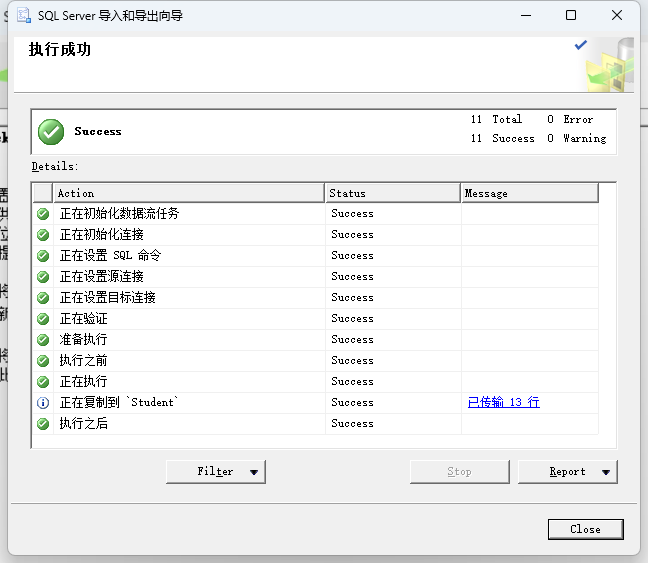 SQL Server 导入和导出向导
执行成功
Success
11 Total 0 Error
11 Success 0 Warning
Details:
Action Status Message
正在初始化数据流任务 Success
正在初始化连接 Success
正在设置 SQL 命令 Success
正在设置源连接 Success
正在设置目标连接 Success
正在验证 Success
准备执行 Success
执行之前 Success
正在执行 Success
正在复制到 `Student` Success 已传输 13 行
执行之后 Success
Filter Stop Report
Close